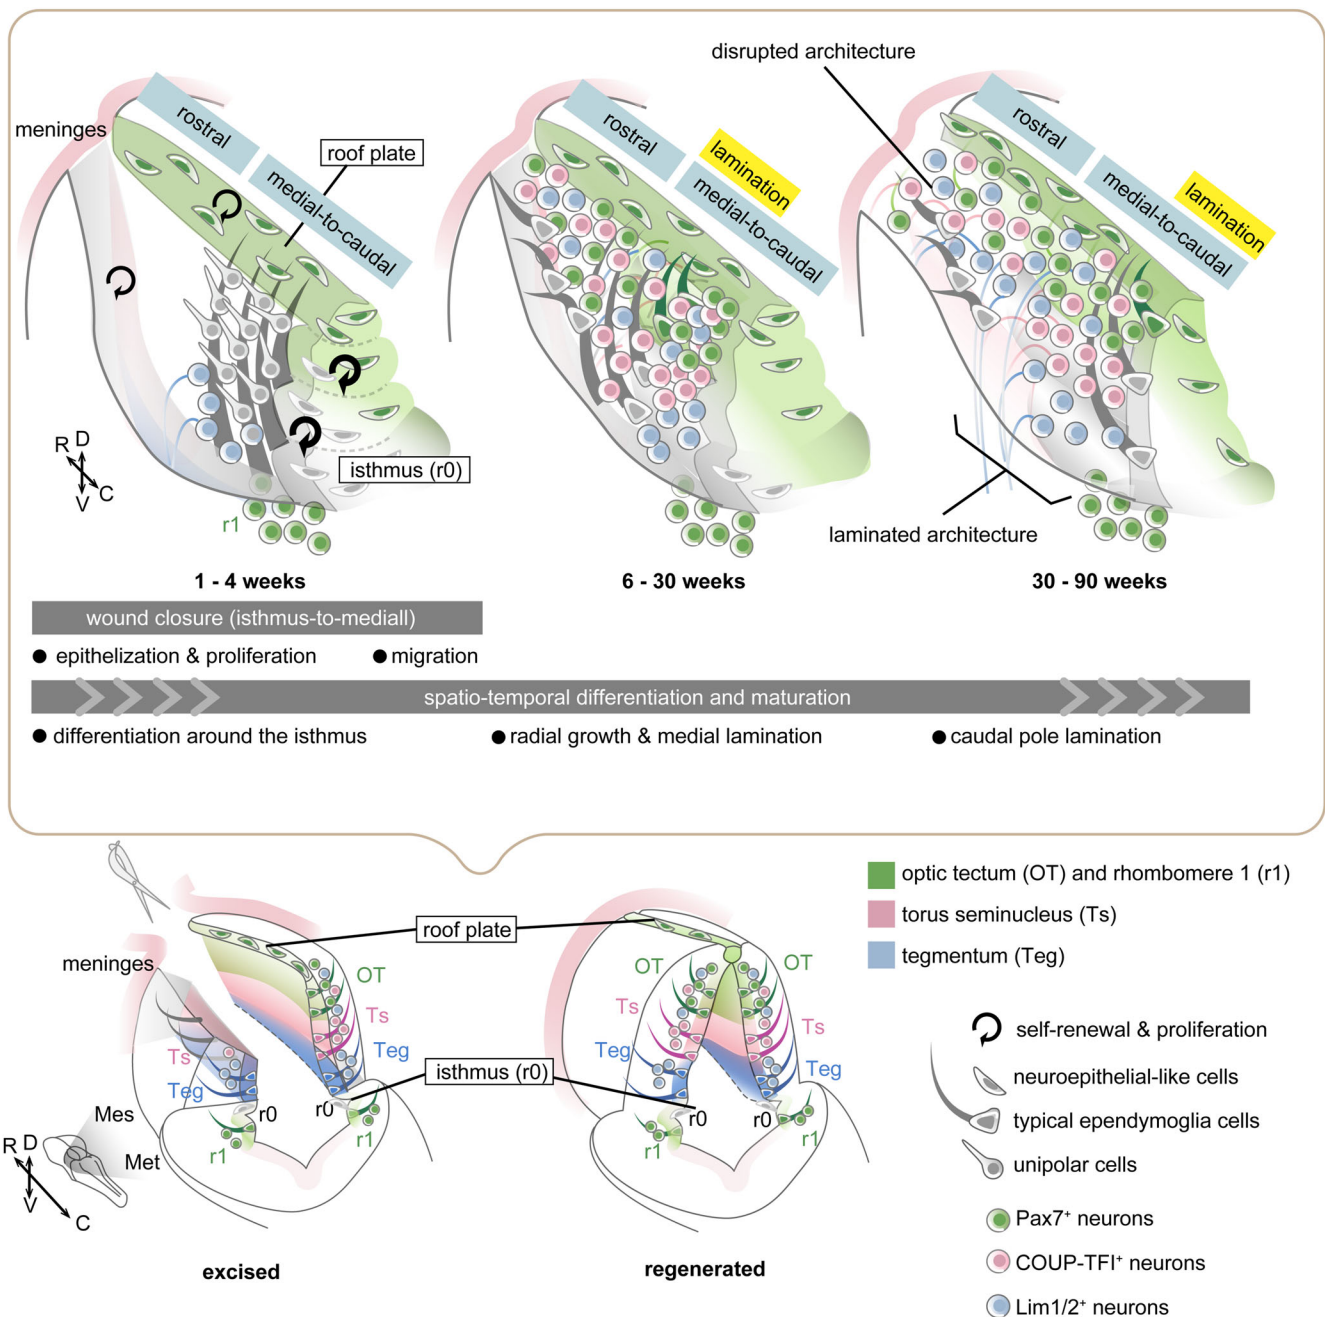 disrupted architecture
meninges
rostral
roof plate
medial-to-caudal
rostral
lamination
medial-to-caudal
rostral
lamination
medial-to-caudal
R D
C
V
isthmus (r0)
r1
laminated architecture
1 - 4 weeks
6 - 30 weeks
30 - 90 weeks
wound closure (isthmus-to-mediall)
● epithelization & proliferation ● migration
spatio-temporal differentiation and maturation
● differentiation around the isthmus ● radial growth & medial lamination ● caudal pole lamination
optic tectum (OT) and rhombomere 1 (r1)
torus seminucleus (Ts)
tegmentum (Teg)
roof plate
meninges
OT
Ts
Teg
Ts
Teg
isthmus (r0)
r0
r0
r1
r1
OT
OT
Ts
Ts
Teg
Teg
r0
r0
r1
r1
Mes
Met
R D
V
C
excised
regenerated
self-renewal & proliferation
neuroepithelial-like cells
typical ependymoglia cells
unipolar cells
Pax7⁺ neurons
COUP-TFI⁺ neurons
Lim1/2⁺ neurons